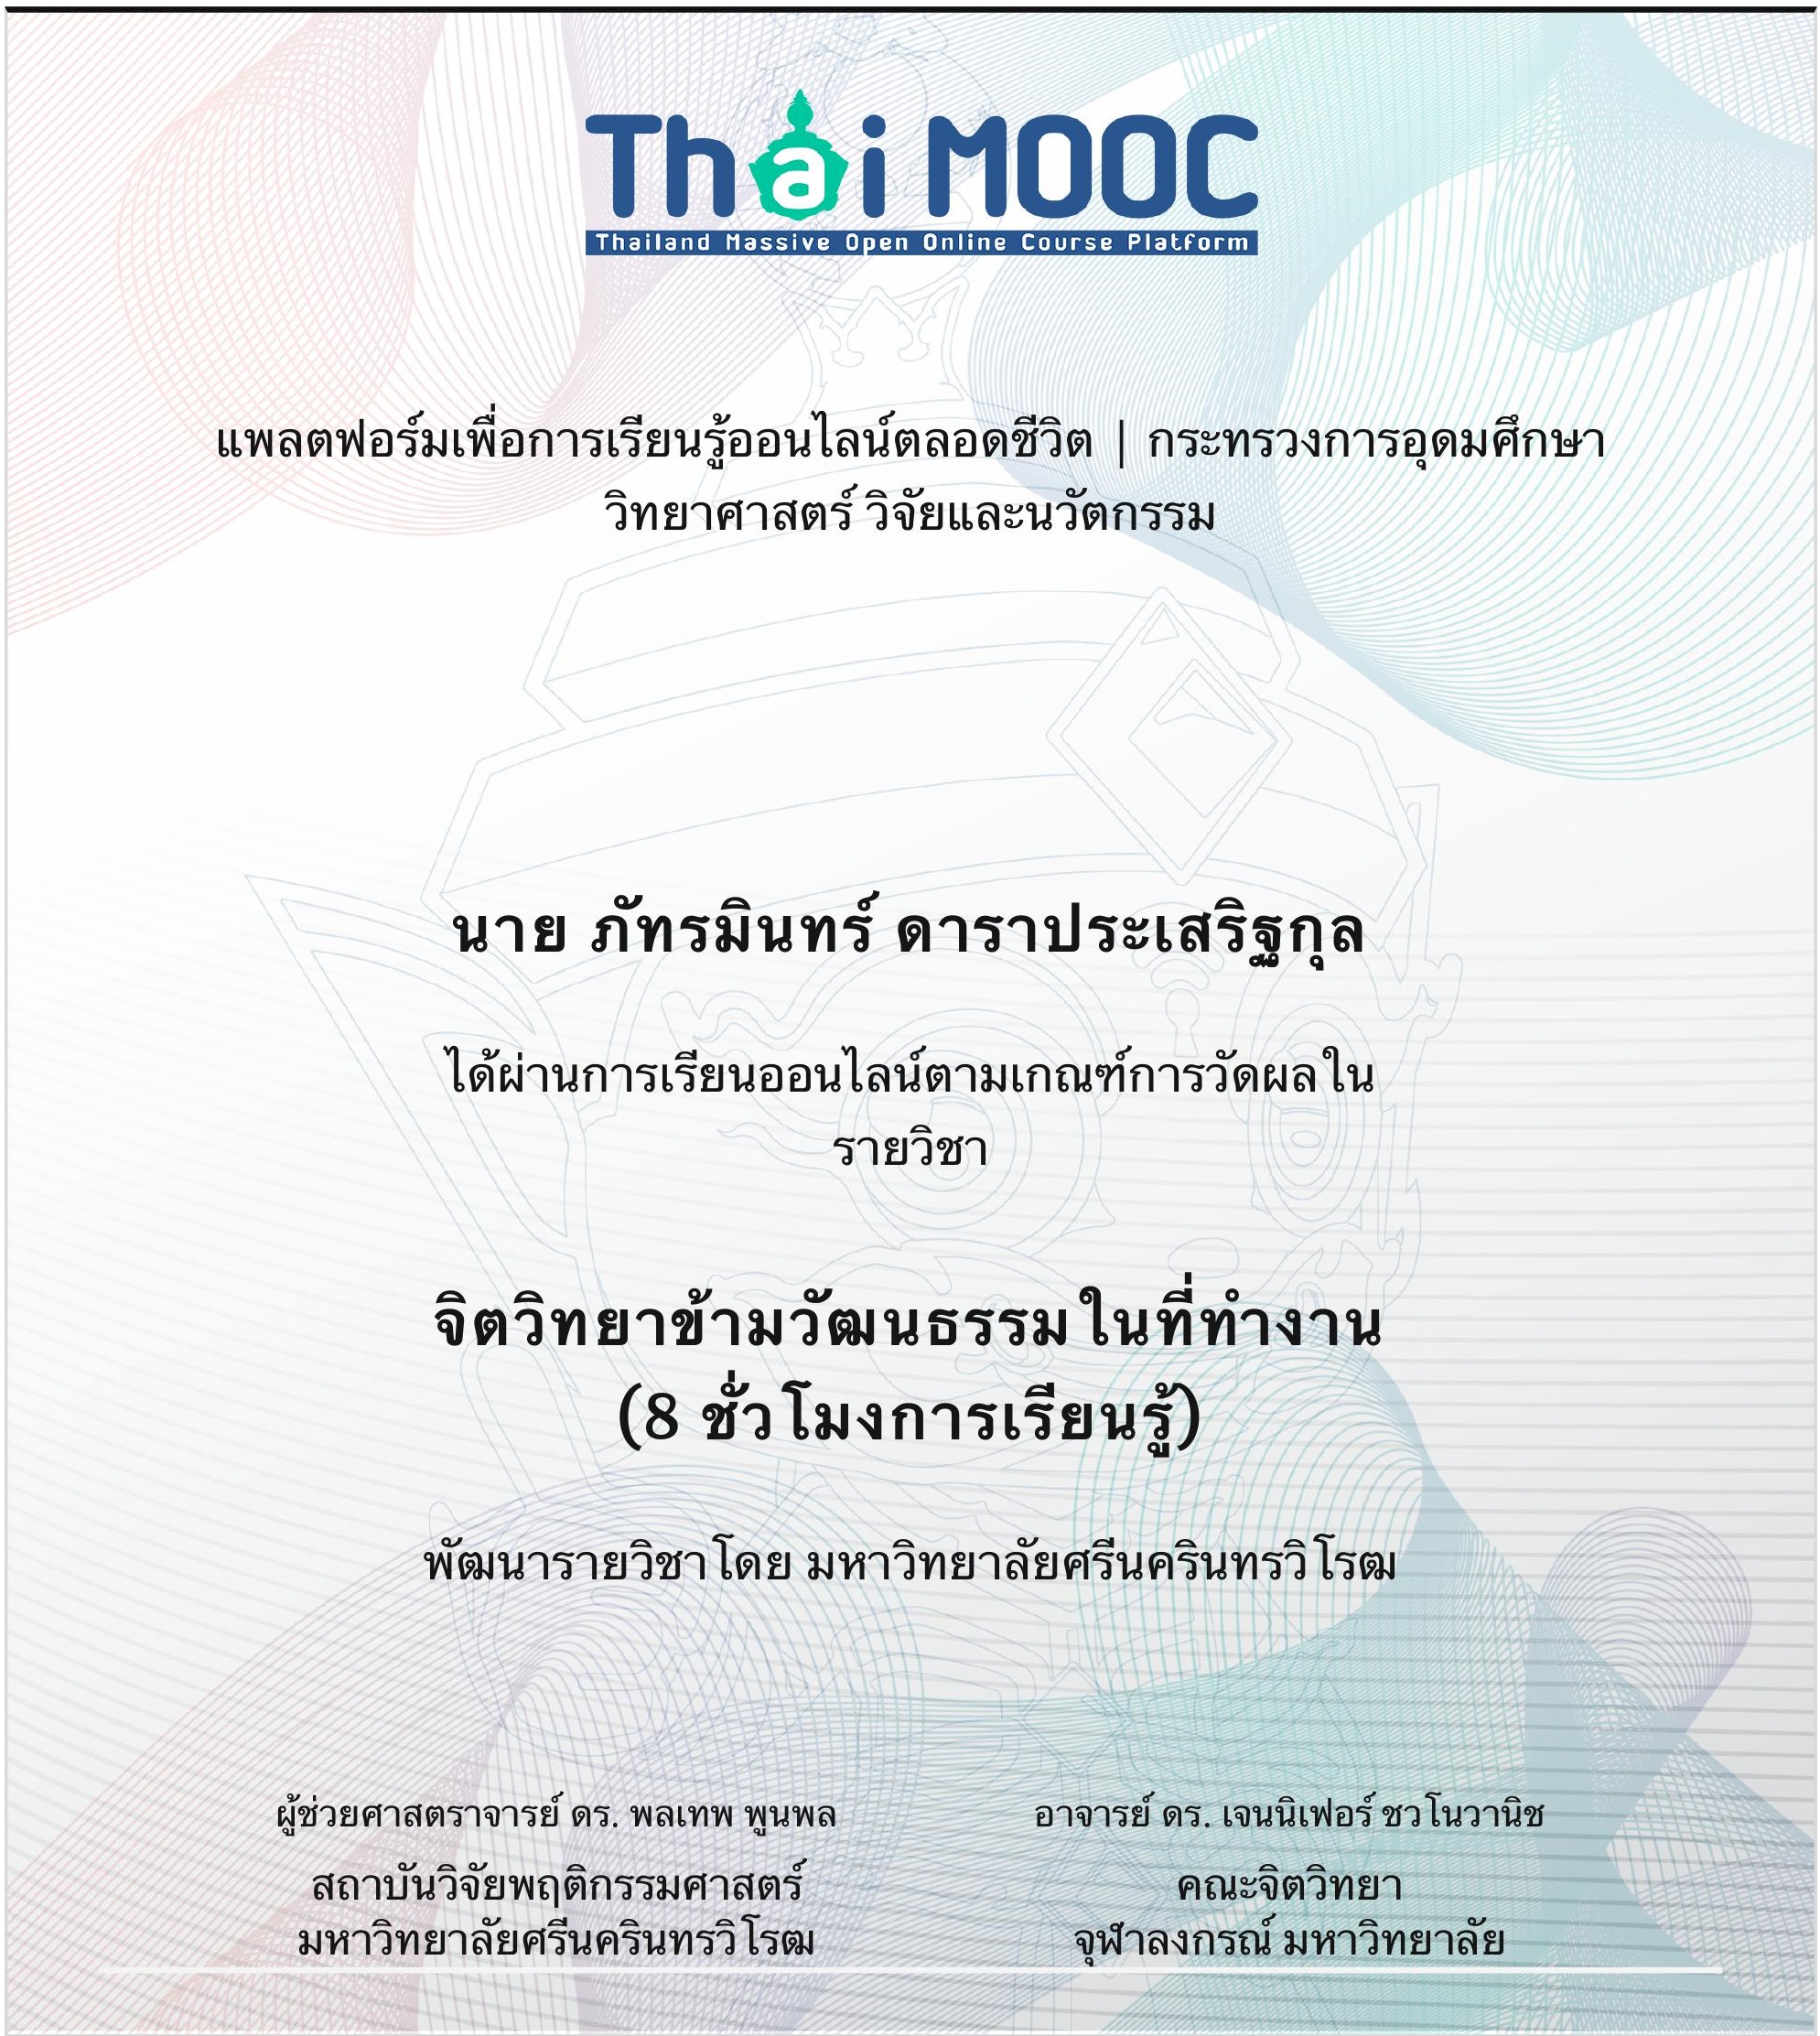 Thai MOOC
Thailand Massive Open Online Course Platform
แพลตฟอร์มเพื่อการเรียนรู้ออนไลน์ตลอดชีวิต | กระทรวงการอุดมศึกษา
วิทยาศาสตร์ วิจัยและนวัตกรรม
นาย ภัทรมินทร์ ดาราประเสริฐกุล
ได้ผ่านการเรียนออนไลน์ตามเกณฑ์การวัดผลใน
รายวิชา
จิตวิทยาข้ามวัฒนธรรมในที่ทำงาน
(8 ชั่วโมงการเรียนรู้)
พัฒนารายวิชาโดย มหาวิทยาลัยศรีนครินทรวิโรฒ
ผู้ช่วยศาสตราจารย์ ดร. พลเทพ พูนพล
สถาบันวิจัยพฤติกรรมศาสตร์
มหาวิทยาลัยศรีนครินทรวิโรฒ
อาจารย์ ดร. เจนนิเฟอร์ ชวโนวานิช
คณะจิตวิทยา
จุฬาลงกรณ์ มหาวิทยาลัย